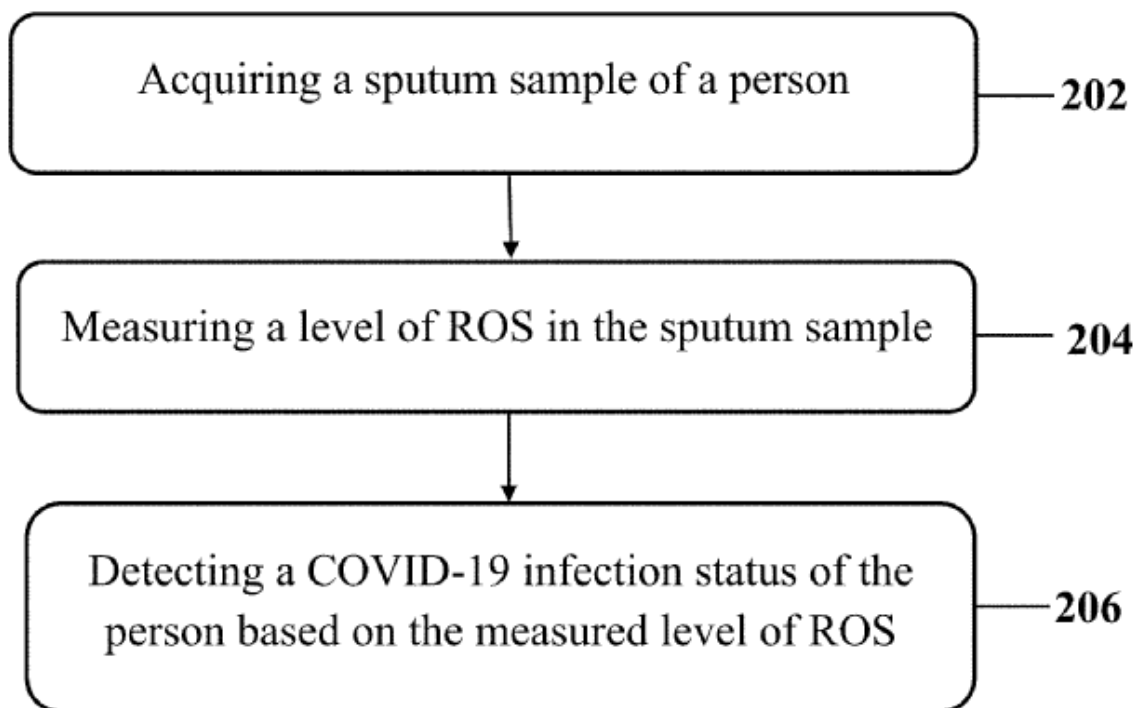 Acquiring a sputum sample of a person
202
Measuring a level of ROS in the sputum sample
204
Detecting a COVID-19 infection status of the
person based on the measured level of ROS
206